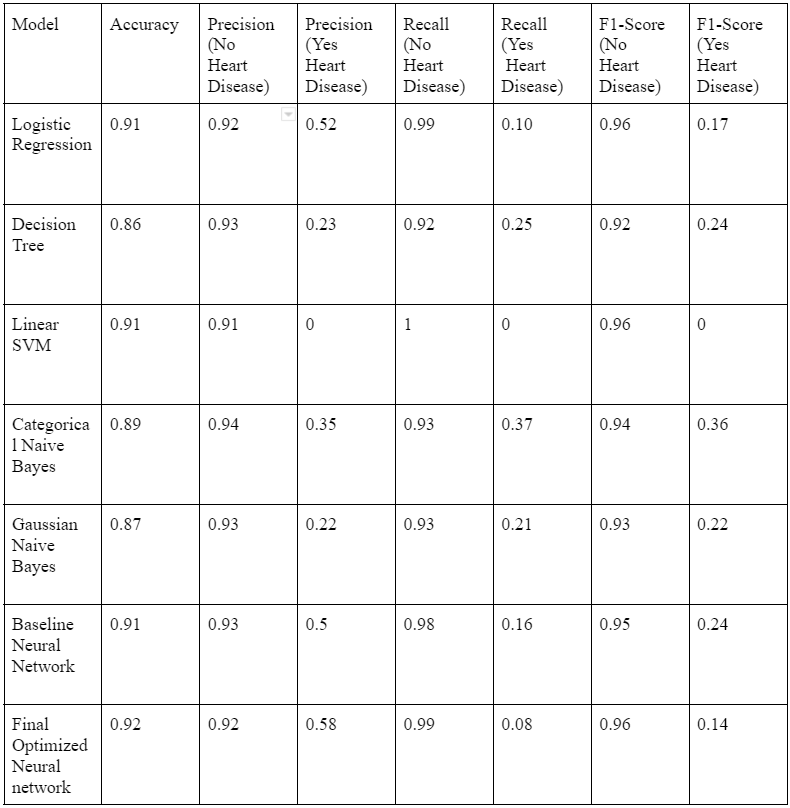 Model Accuracy Precision (No Heart Disease) Precision (Yes Heart Disease) Recall (No Heart Disease) Recall (Yes Heart Disease) F1-Score (No Heart Disease) F1-Score (Yes Heart Disease)
Logistic Regression 0.91 0.92 0.52 0.99 0.10 0.96 0.17
Decision Tree 0.86 0.93 0.23 0.92 0.25 0.92 0.24
Linear SVM 0.91 0.91 0 1 0 0.96 0
Categorical Naive Bayes 0.89 0.94 0.35 0.93 0.37 0.94 0.36
Gaussian Naive Bayes 0.87 0.93 0.22 0.93 0.21 0.93 0.22
Baseline Neural Network 0.91 0.93 0.5 0.98 0.16 0.95 0.24
Final Optimized Neural network 0.92 0.92 0.58 0.99 0.08 0.96 0.14